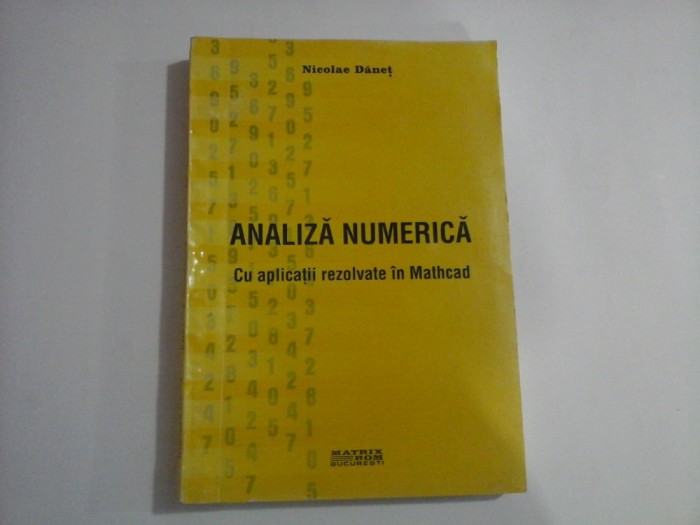 Nicolae Dăneț
ANALIZĂ NUMERICĂ
Cu aplicații rezolvate în Mathcad
MATRIX
ROM
BUCUREȘTI